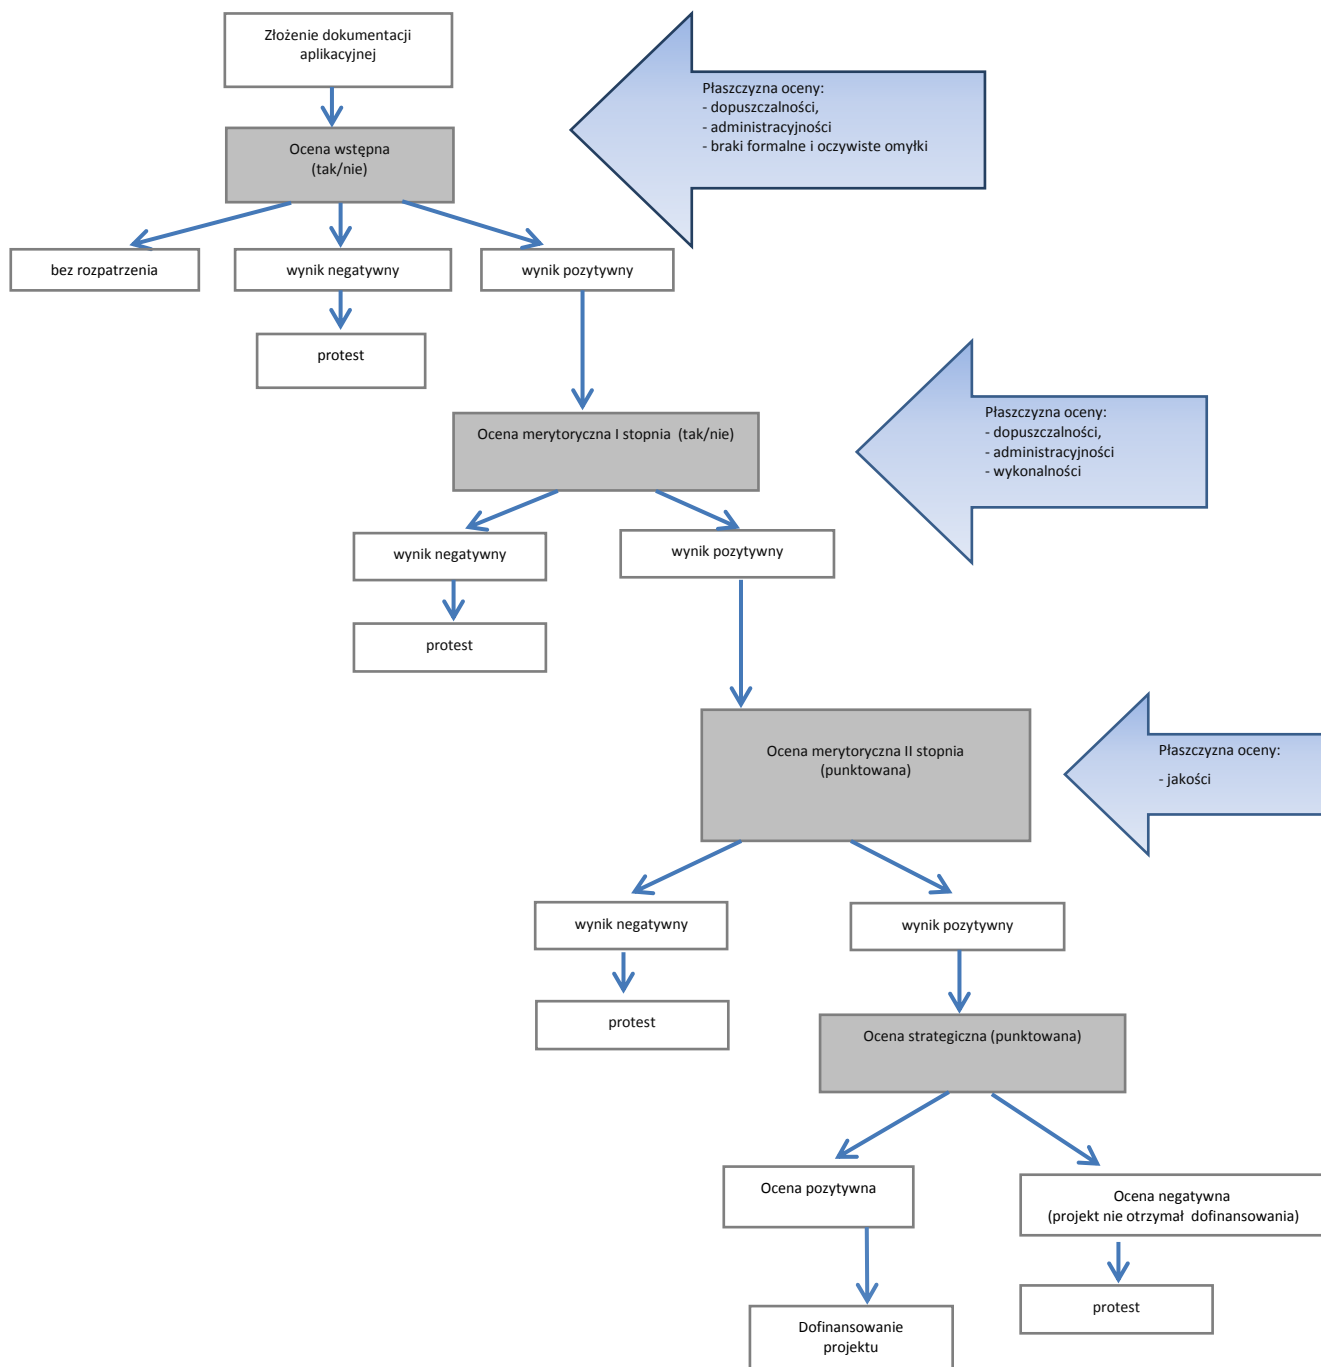 Złożenie dokumentacji
aplikacyjnej
Płaszczyzna oceny:
- dopuszczalności,
- administracyjności
- braki formalne i oczywiste omyłki
Ocena wstępna
(tak/nie)
bez rozpatrzenia
wynik negatywny
wynik pozytywny
protest
Płaszczyzna oceny:
- dopuszczalności,
- administracyjności
- wykonalności
Ocena merytoryczna I stopnia (tak/nie)
wynik negatywny
wynik pozytywny
protest
Płaszczyzna oceny:
- jakości
Ocena merytoryczna II stopnia
(punktowana)
wynik negatywny
wynik pozytywny
protest
Ocena strategiczna (punktowana)
Ocena pozytywna
Ocena negatywna
(projekt nie otrzymał dofinansowania)
protest
Dofinansowanie
projektu